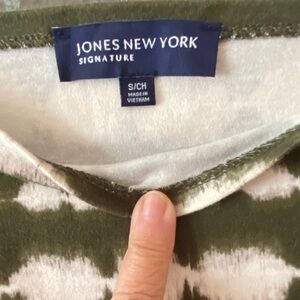 JONES NEW YORK
SIGNATURE
S/CH
MADE IN
VIETNAM